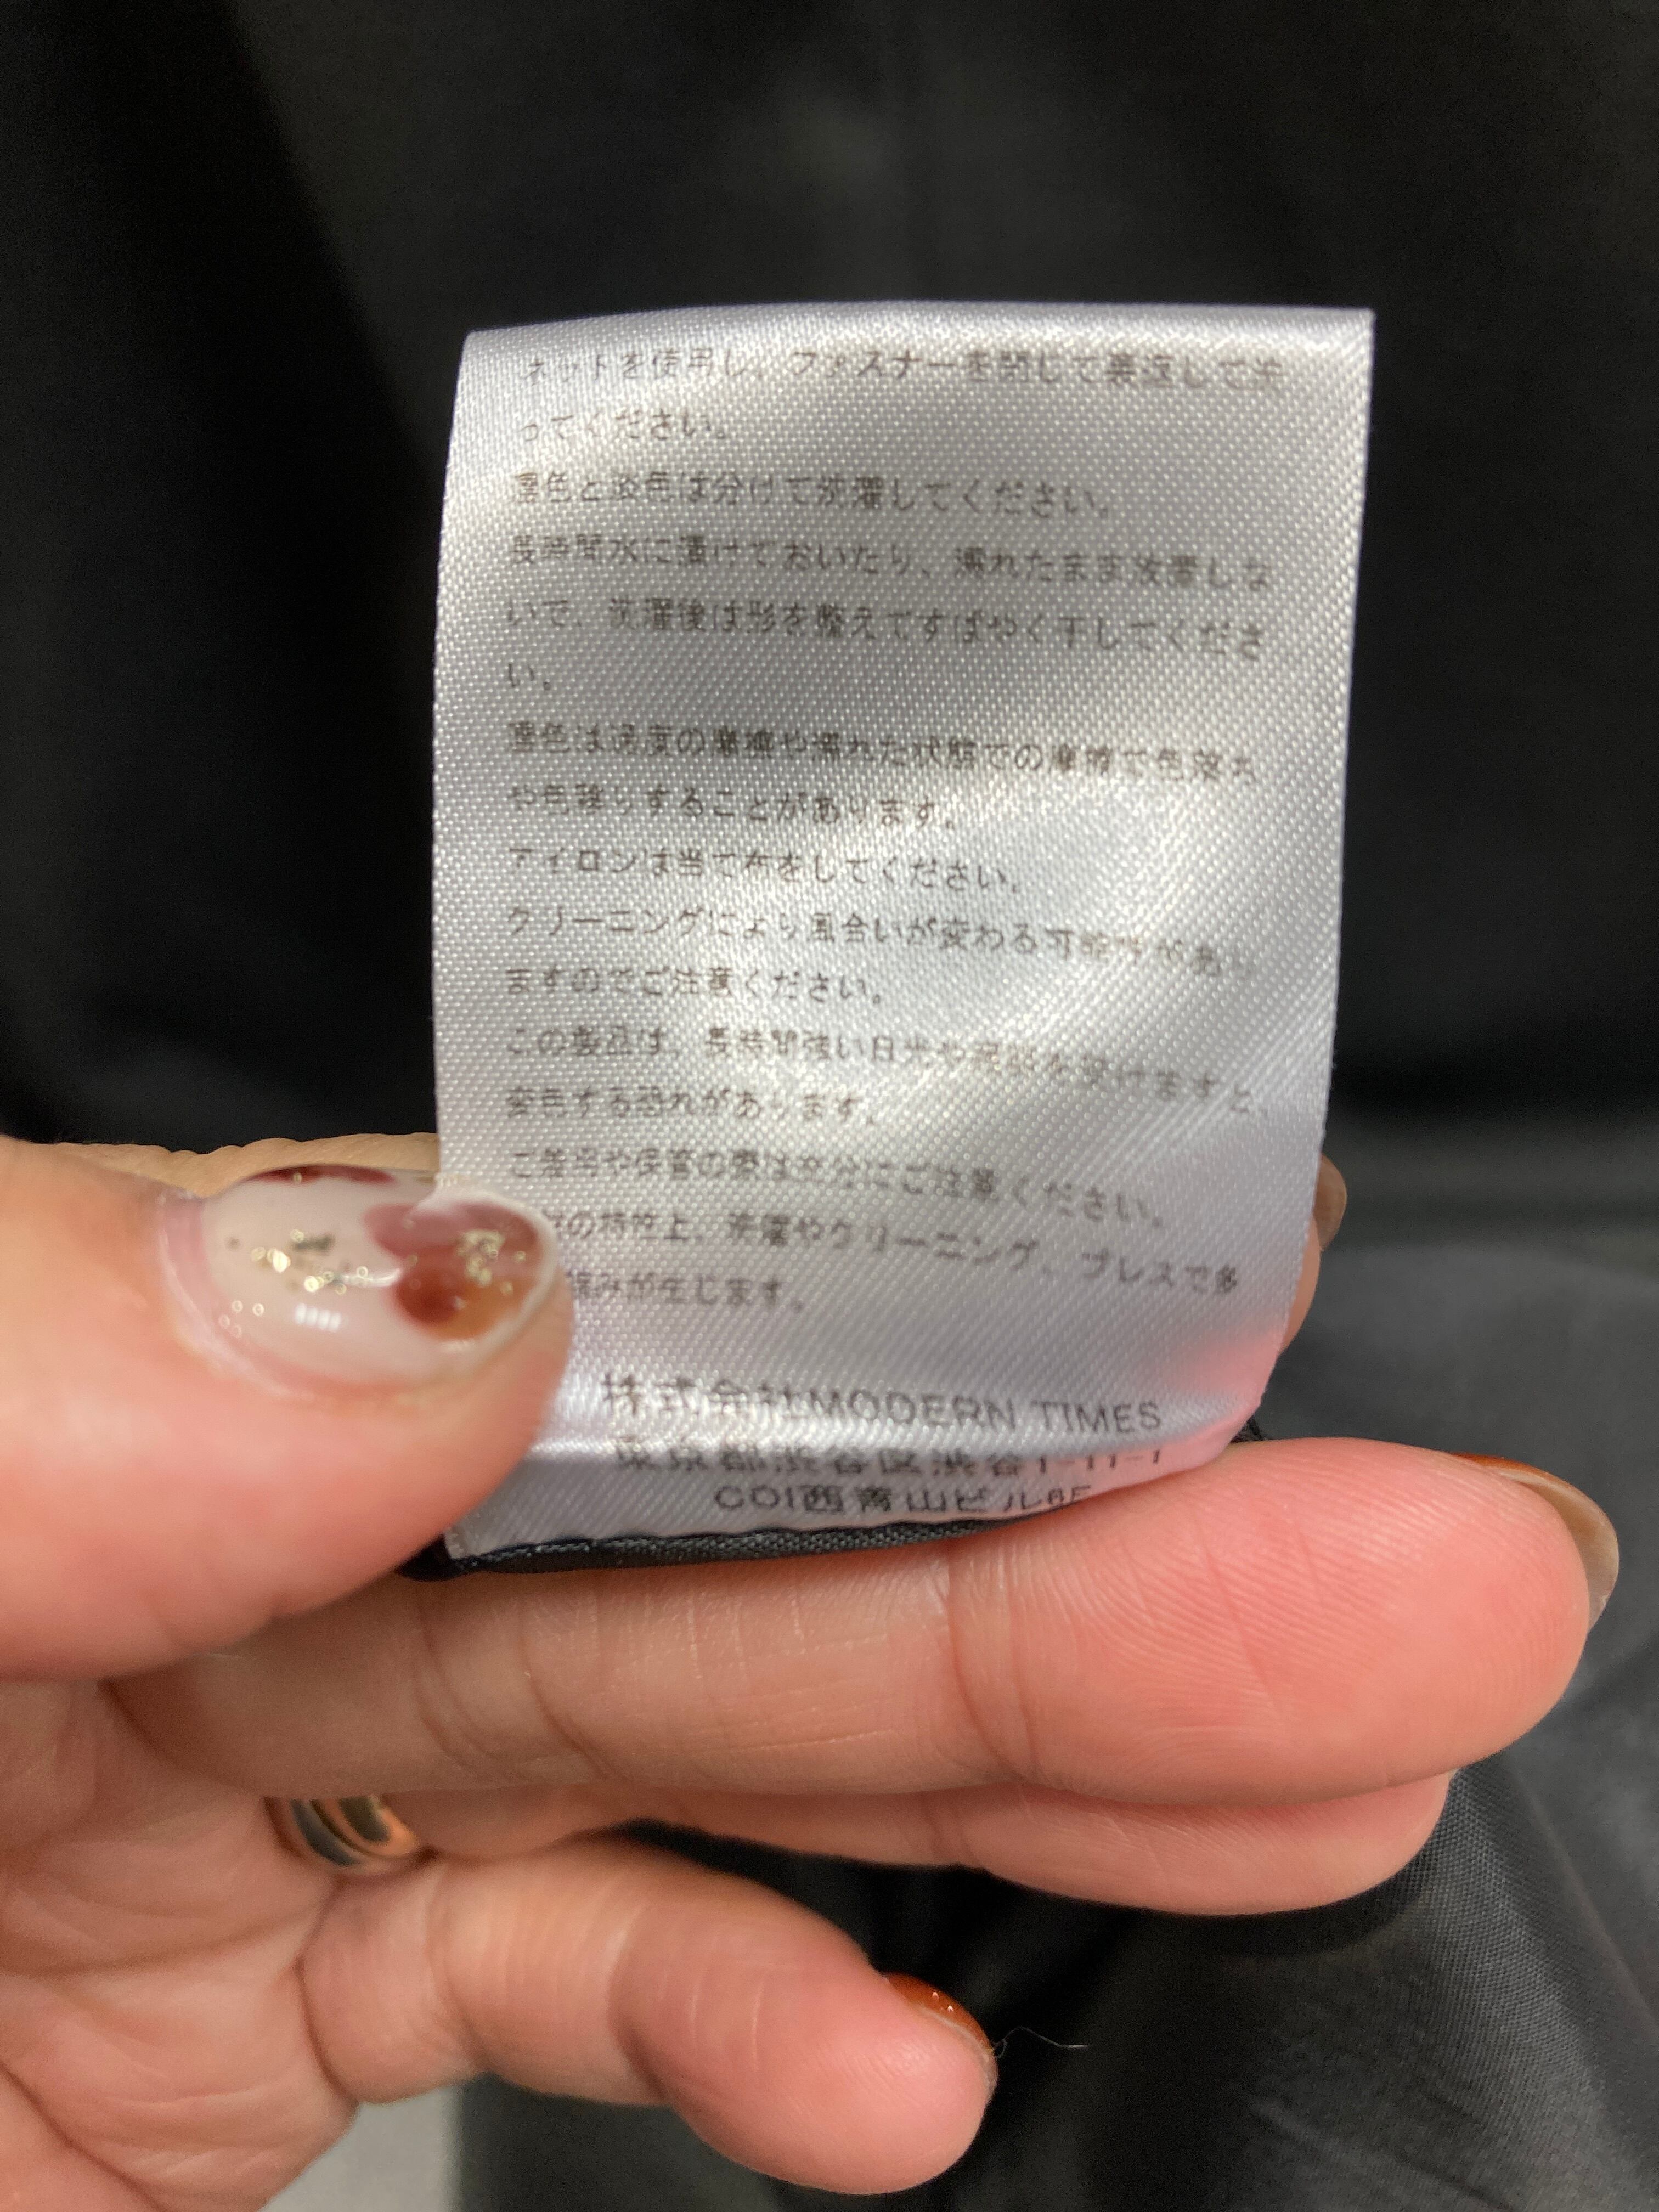 ネットを使用し、ファスナーを閉じて裏返して洗
ってください。
濃色と淡色は分けて洗濯してください。
長時間水に漬けておいたり、濡れたまま放置しな
いで、洗濯後は形を整えてすばやく干してくださ
い。
濃色は過度の摩擦や濡れた状態での摩擦で色落ち
や色移りすることがあります。
アイロンは当て布をしてください。
クリーニングにより風合いが変わる可能性があり
ますのでご注意ください。
この製品は、長時間強い日光や照明を受けますと
変色する恐れがあります。
ご着用や保管の際は充分にご注意ください。
の特性上、洗濯やクリーニング、プレスで多
縮みが生じます。
株式会社MODERN TIMES
東京都渋谷区渋谷1-11-1
COI西青山ビル6F